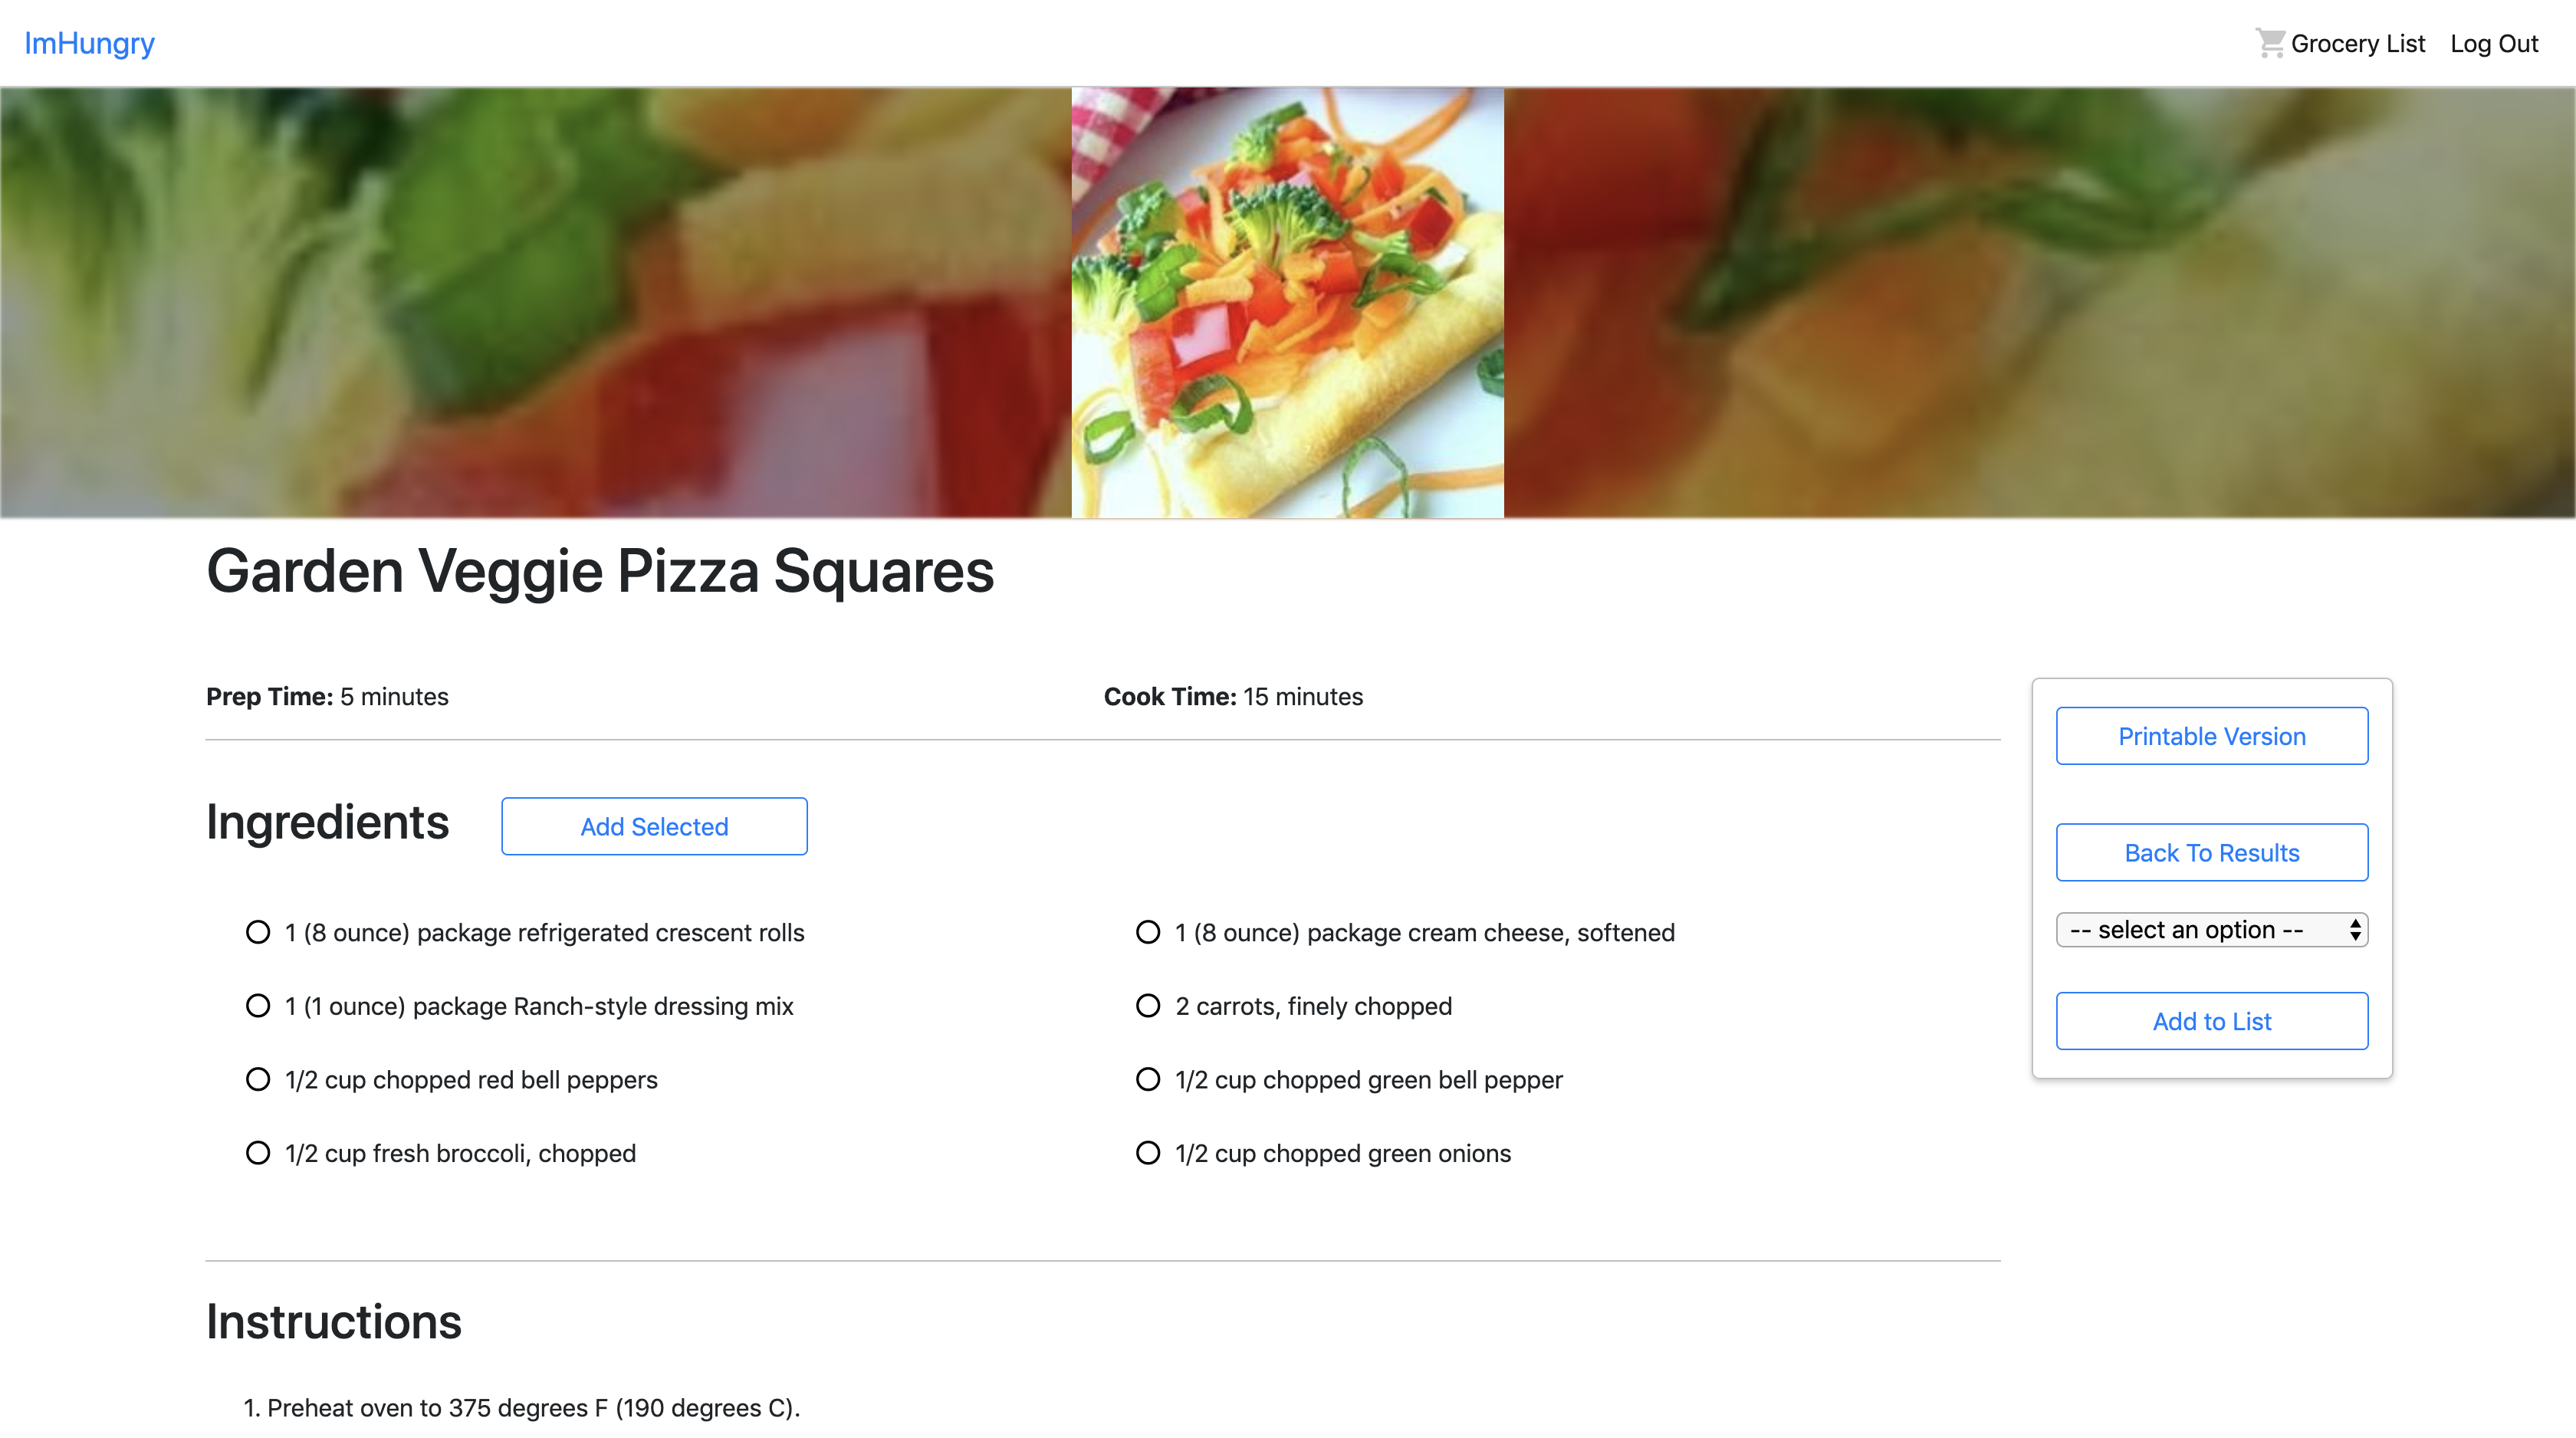 ImHungry
Grocery List
Log Out
Garden Veggie Pizza Squares
Prep Time: 5 minutes
Cook Time: 15 minutes
Printable Version
Ingredients
Add Selected
Back To Results
1 (8 ounce) package refrigerated crescent rolls
1 (8 ounce) package cream cheese, softened
-- select an option --
1 (1 ounce) package Ranch-style dressing mix
2 carrots, finely chopped
Add to List
1/2 cup chopped red bell peppers
1/2 cup chopped green bell pepper
1/2 cup fresh broccoli, chopped
1/2 cup chopped green onions
Instructions
1. Preheat oven to 375 degrees F (190 degrees C).